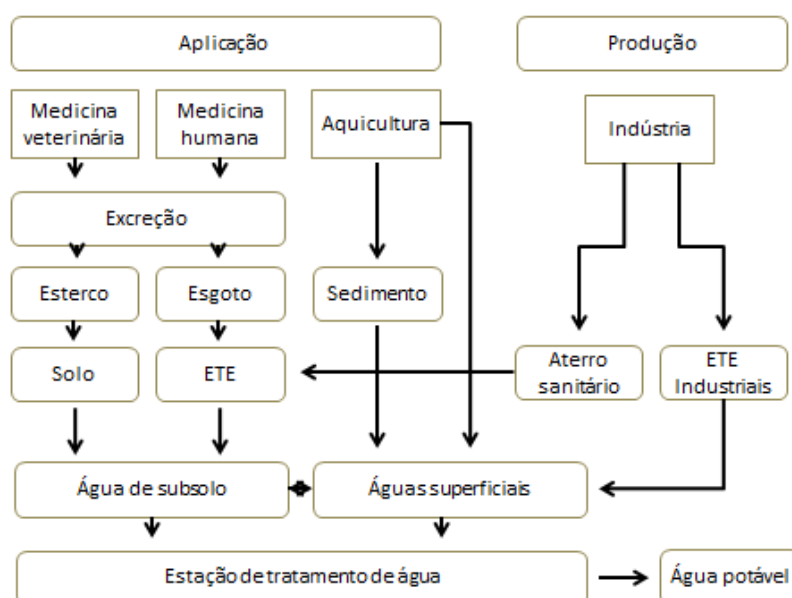 Aplicação
Produção
Medicina
veterinária
Medicina
humana
Aquicultura
Indústria
Excreção
Esterco
Esgoto
Sedimento
Solo
ETE
Aterro
sanitário
ETE
Industriais
Água de subsolo
Águas superficiais
Estação de tratamento de água
Água potável